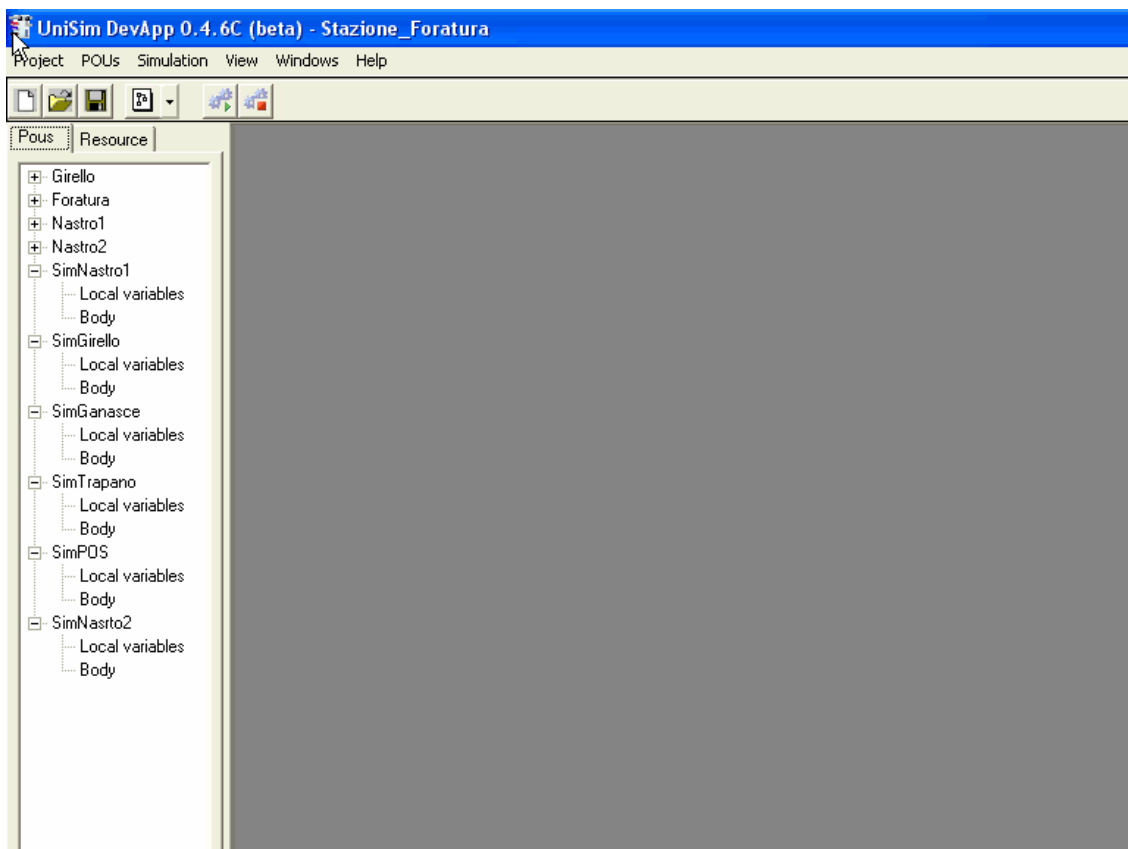 UniSim DevApp 0.4.6C (beta) - Stazione_Foratura
Project POUs Simulation View Windows Help
Pous Resource
Girello
Foratura
Nastro1
Nastro2
SimNastro1
Local variables
Body
SimGirello
Local variables
Body
SimGanasce
Local variables
Body
SimTrapano
Local variables
Body
SimPOS
Local variables
Body
SimNasrto2
Local variables
Body